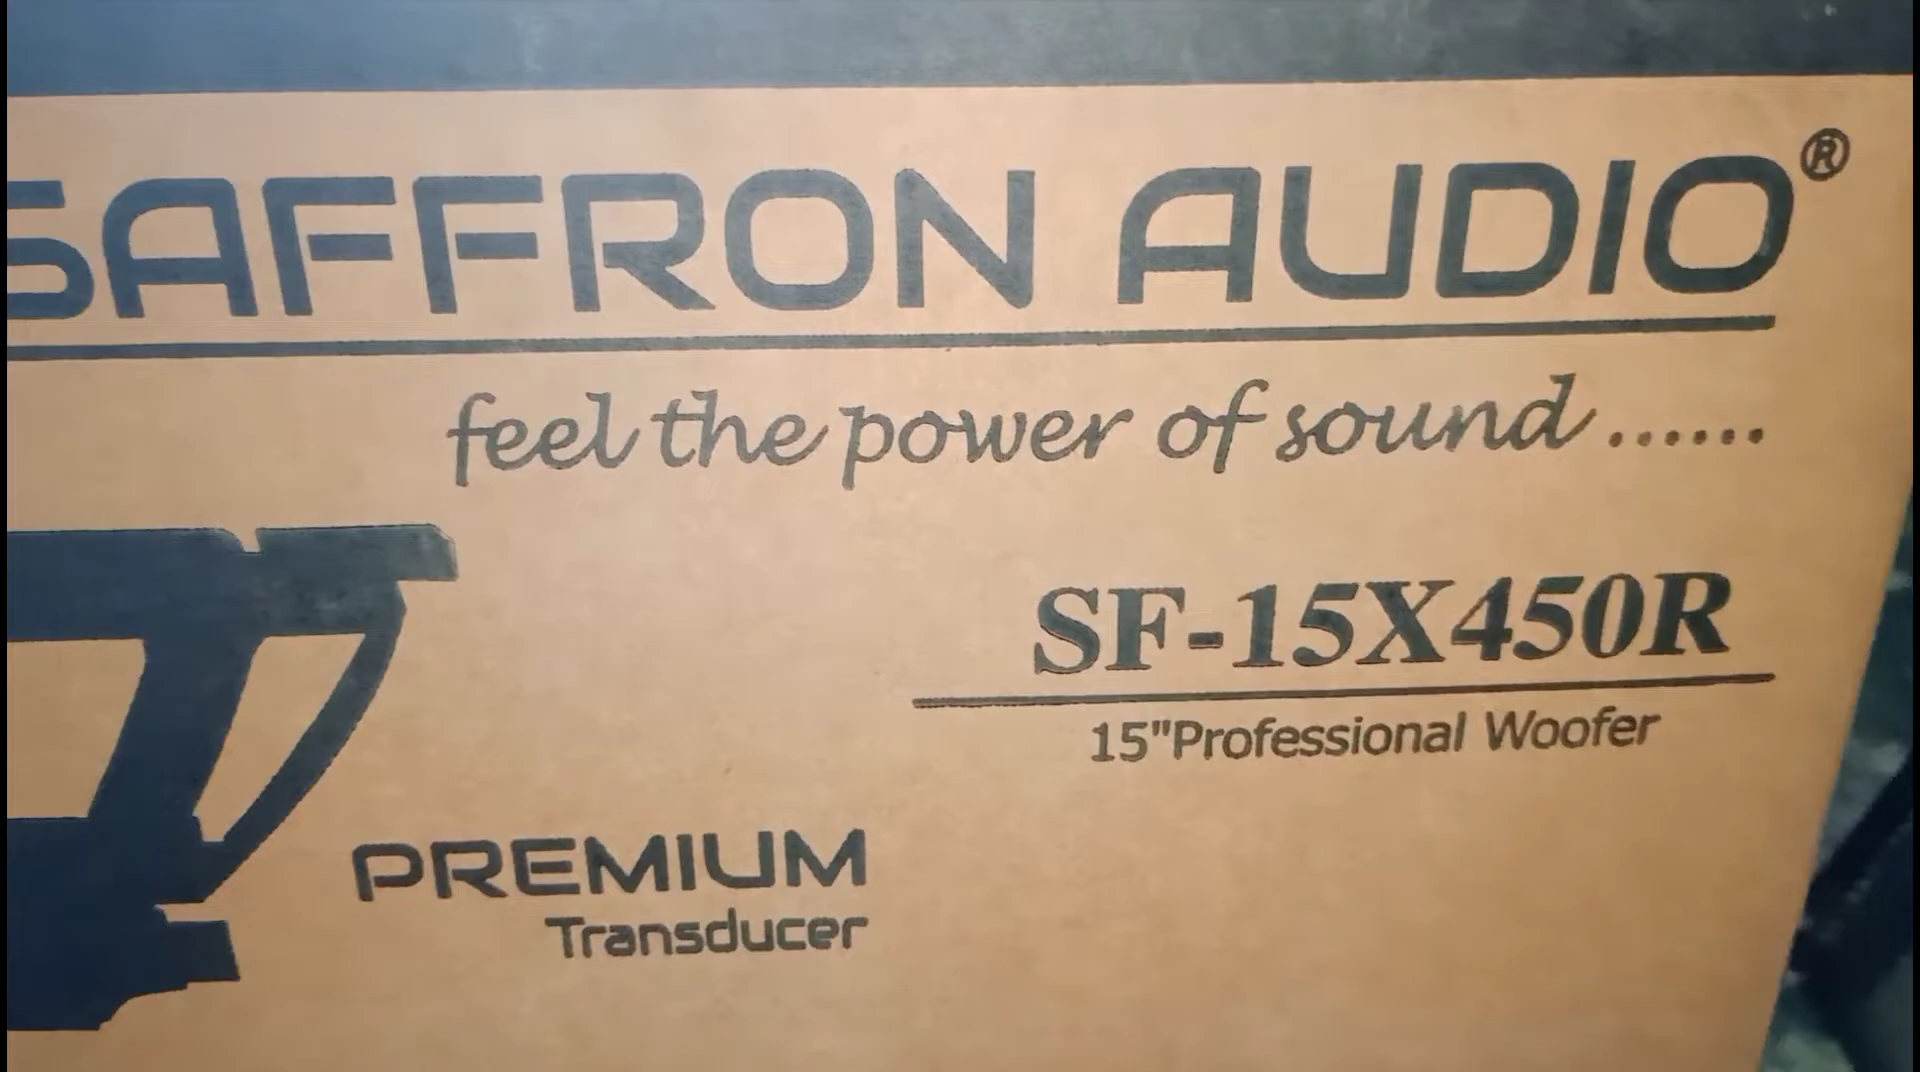 SAFFRON AUDIO®
feel the power of sound......
SF-15X450R
15"Professional Woofer
PREMIUM
Transducer